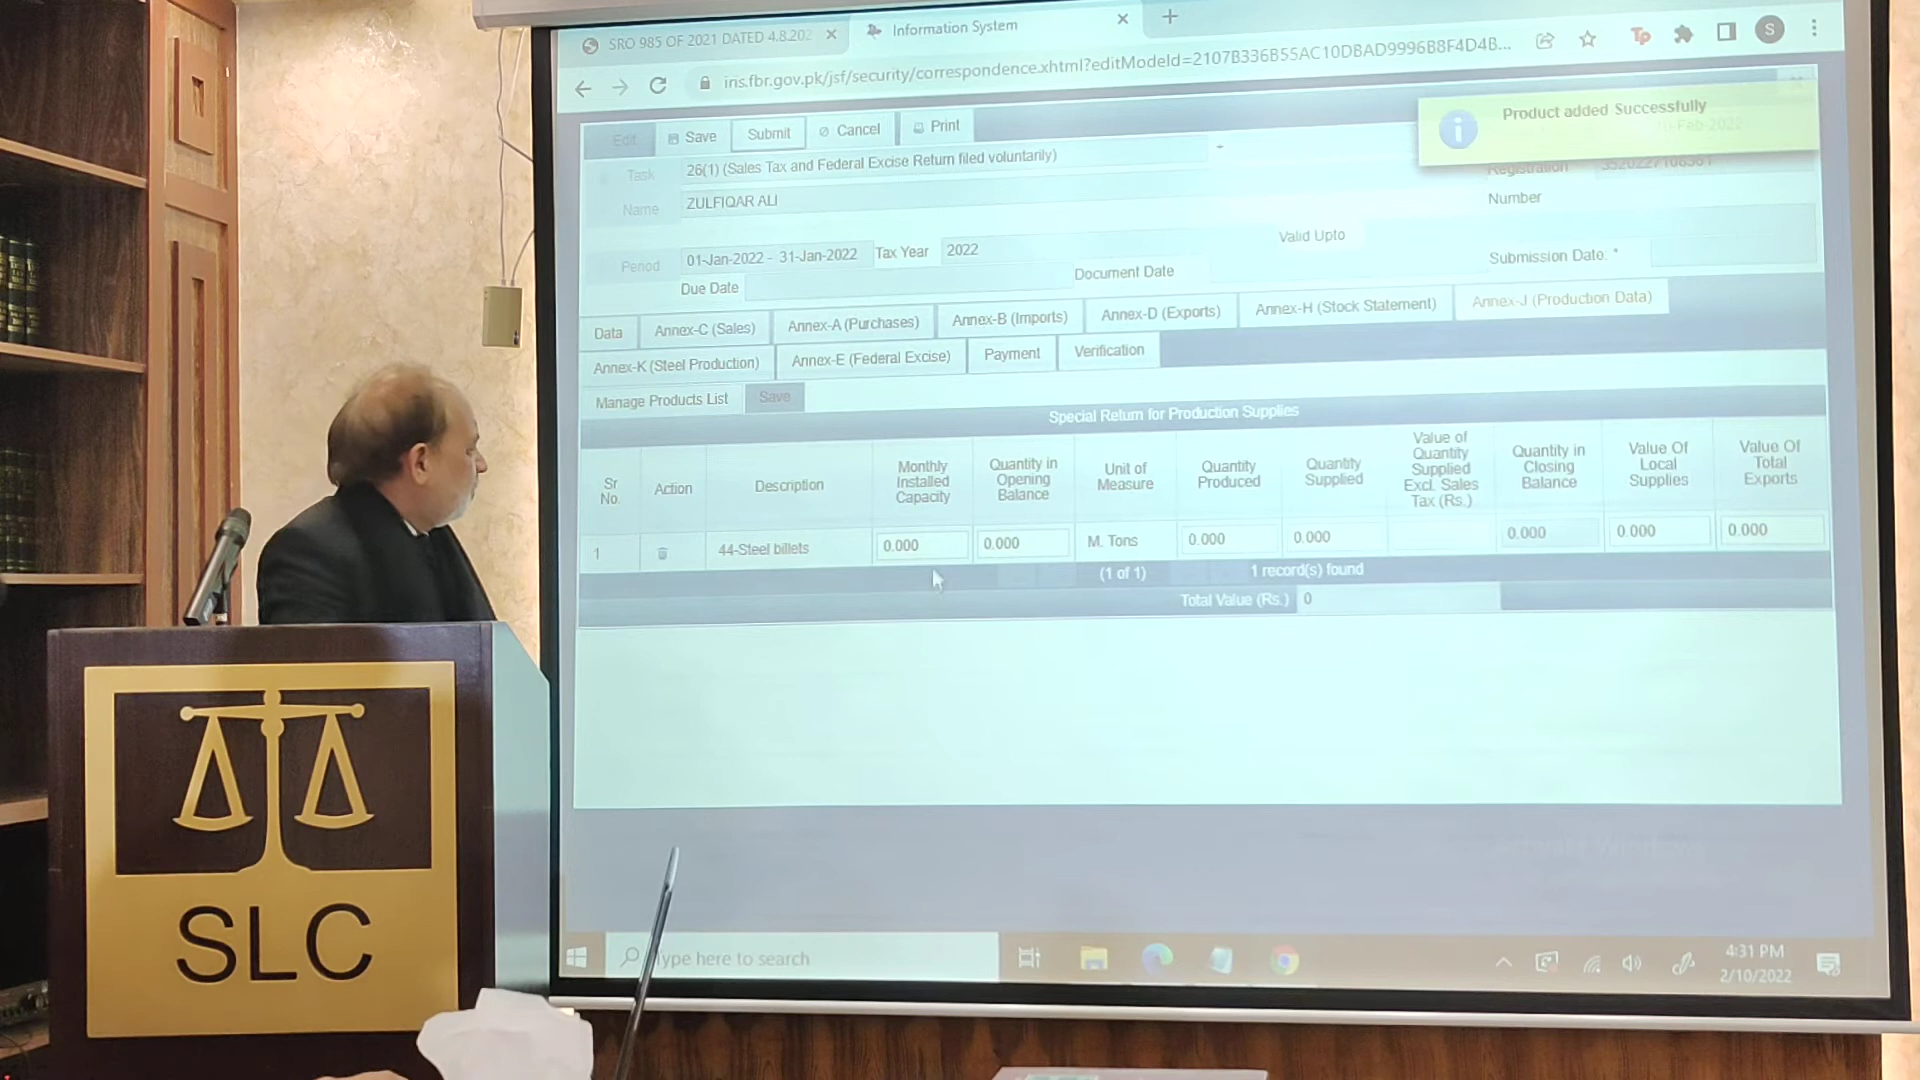 SRO 985 OF 2021 DATED 4.8.202
Information System
iris.fbr.gov.pk/jsf/security/correspondence.xhtml?editModeId=2107B336B55AC10DBAD9996B8F4D4B...
Edit Save Submit Cancel Print
Product added Successfully
Task 26(1) (Sales Tax and Federal Excise Return filed voluntarily)
Registration
Number
Name ZULFIQAR ALI
Period 01-Jan-2022 - 31-Jan-2022 Tax Year 2022 Valid Upto
Due Date Document Date Submission Date: *
Data Annex-C (Sales) Annex-A (Purchases) Annex-B (Imports) Annex-D (Exports) Annex-H (Stock Statement) Annex-J (Production Data)
Annex-K (Steel Production) Annex-E (Federal Excise) Payment Verification
Manage Products List Save
Special Return for Production Supplies
Sr No. Action Description Monthly Installed Capacity Quantity in Opening Balance Unit of Measure Quantity Produced Quantity Supplied Value of Quantity Supplied Excl. Sales Tax (Rs.) Quantity in Closing Balance Value Of Local Supplies Value Of Total Exports
1 44-Steel billets 0.000 0.000 M. Tons 0.000 0.000 0.000 0.000 0.000
(1 of 1) 1 record(s) found
Total Value (Rs.) 0
Type here to search
4:31 PM
2/10/2022
SLC